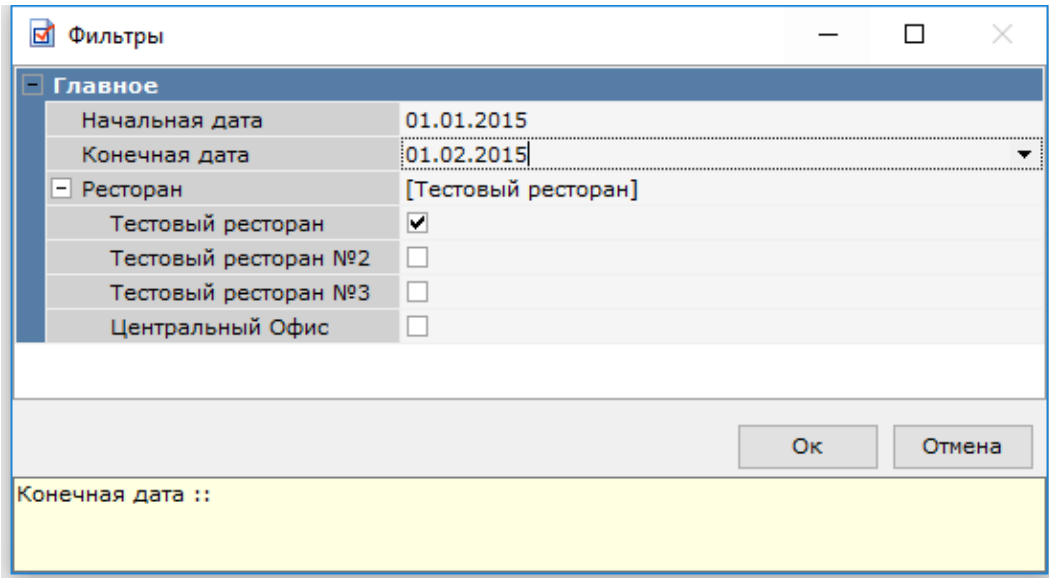 Фильтры
Главное
Начальная дата 01.01.2015
Конечная дата 01.02.2015
Ресторан [Тестовый ресторан]
Тестовый ресторан
Тестовый ресторан №2
Тестовый ресторан №3
Центральный Офис
Ок Отмена
Конечная дата ::